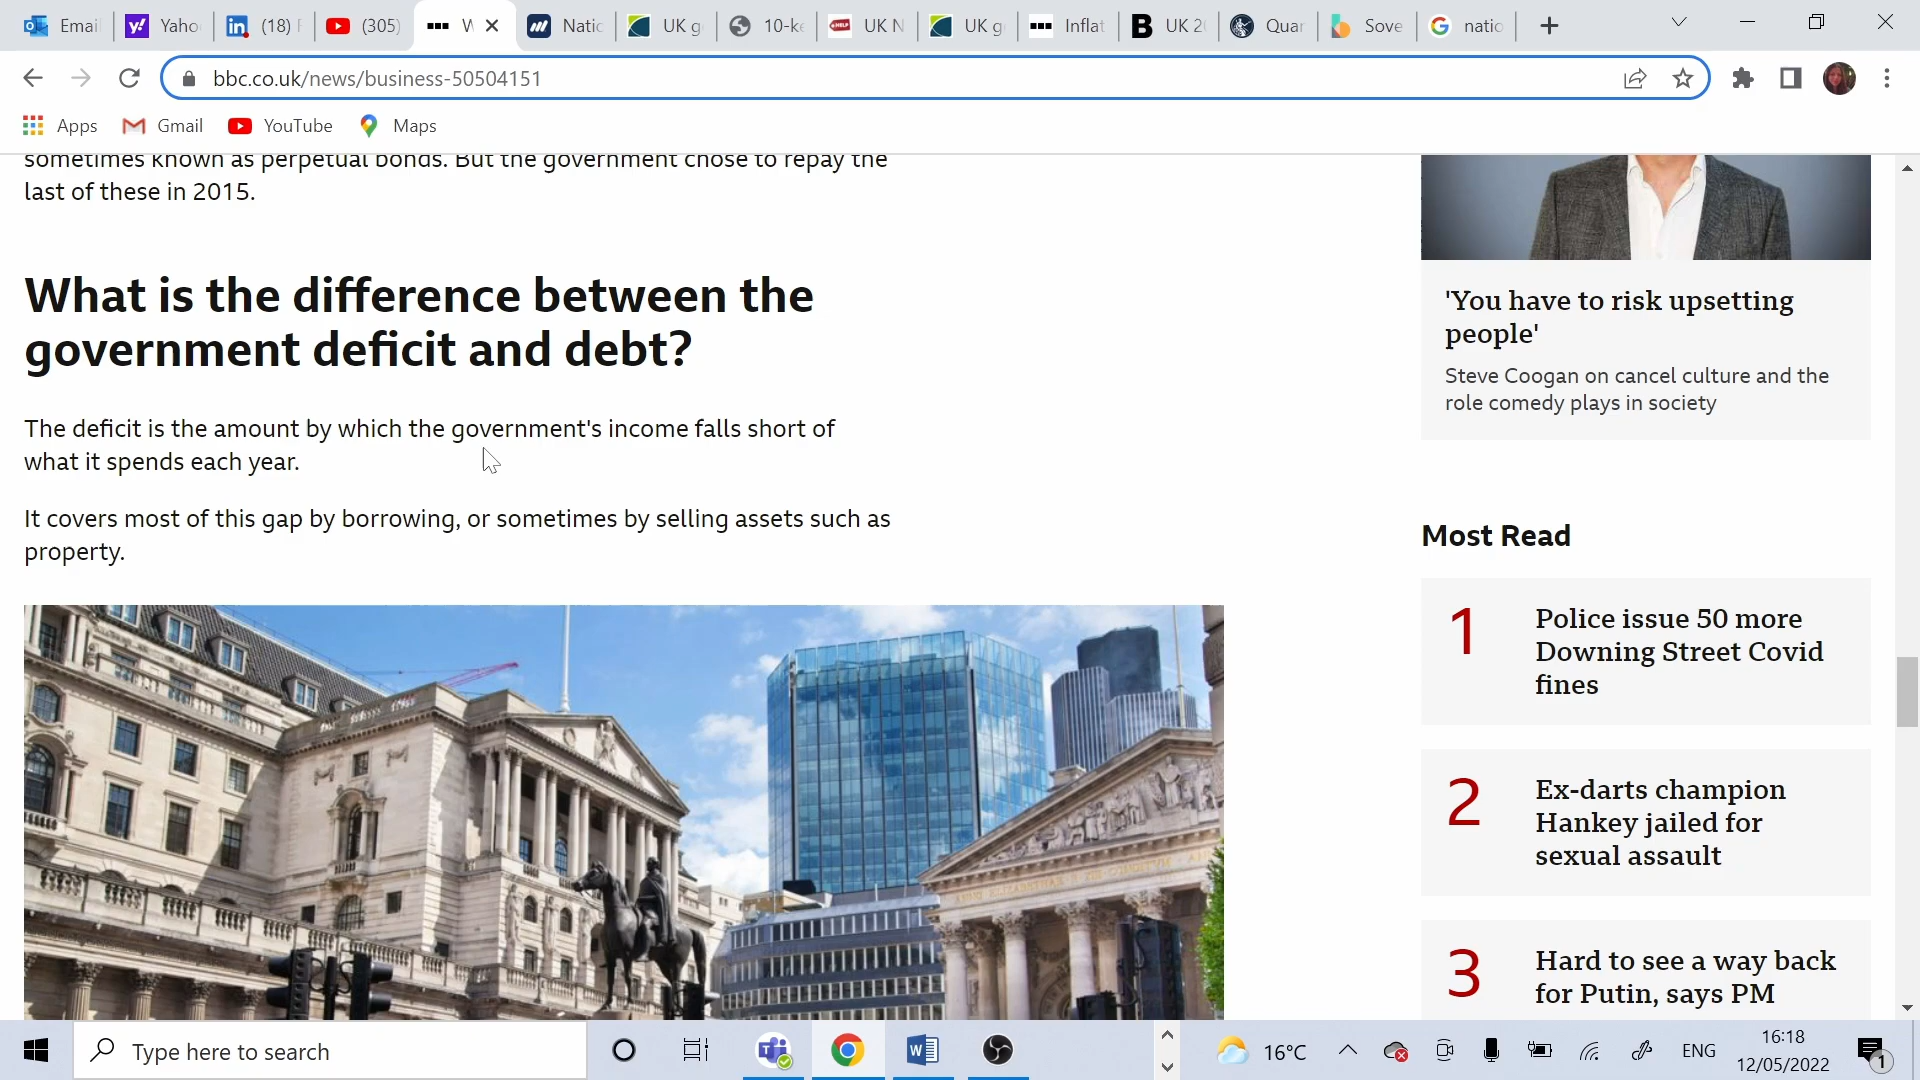 Email
Yaho
(18) F
(305)
W
Natio
UK g
10-ke
UK N
UK g
Inflat
UK 20
Quar
Sove
natio
bbc.co.uk/news/business-50504151
Apps
Gmail
YouTube
Maps
sometimes known as perpetual bonds. But the government chose to repay the
last of these in 2015.
What is the difference between the
government deficit and debt?
The deficit is the amount by which the government's income falls short of
what it spends each year.
It covers most of this gap by borrowing, or sometimes by selling assets such as
property.
'You have to risk upsetting
people'
Steve Coogan on cancel culture and the
role comedy plays in society
Most Read
1
Police issue 50 more
Downing Street Covid
fines
2
Ex-darts champion
Hankey jailed for
sexual assault
3
Hard to see a way back
for Putin, says PM
Type here to search
16°C
ENG
16:18
12/05/2022
1